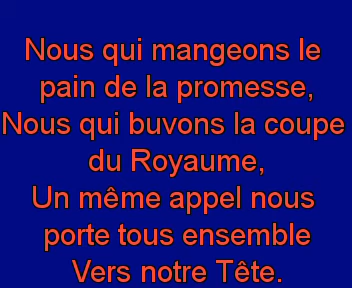 Nous qui mangeons le
pain de la promesse,
Nous qui buvons la coupe
du Royaume,
Un même appel nous
porte tous ensemble
Vers notre Tête.